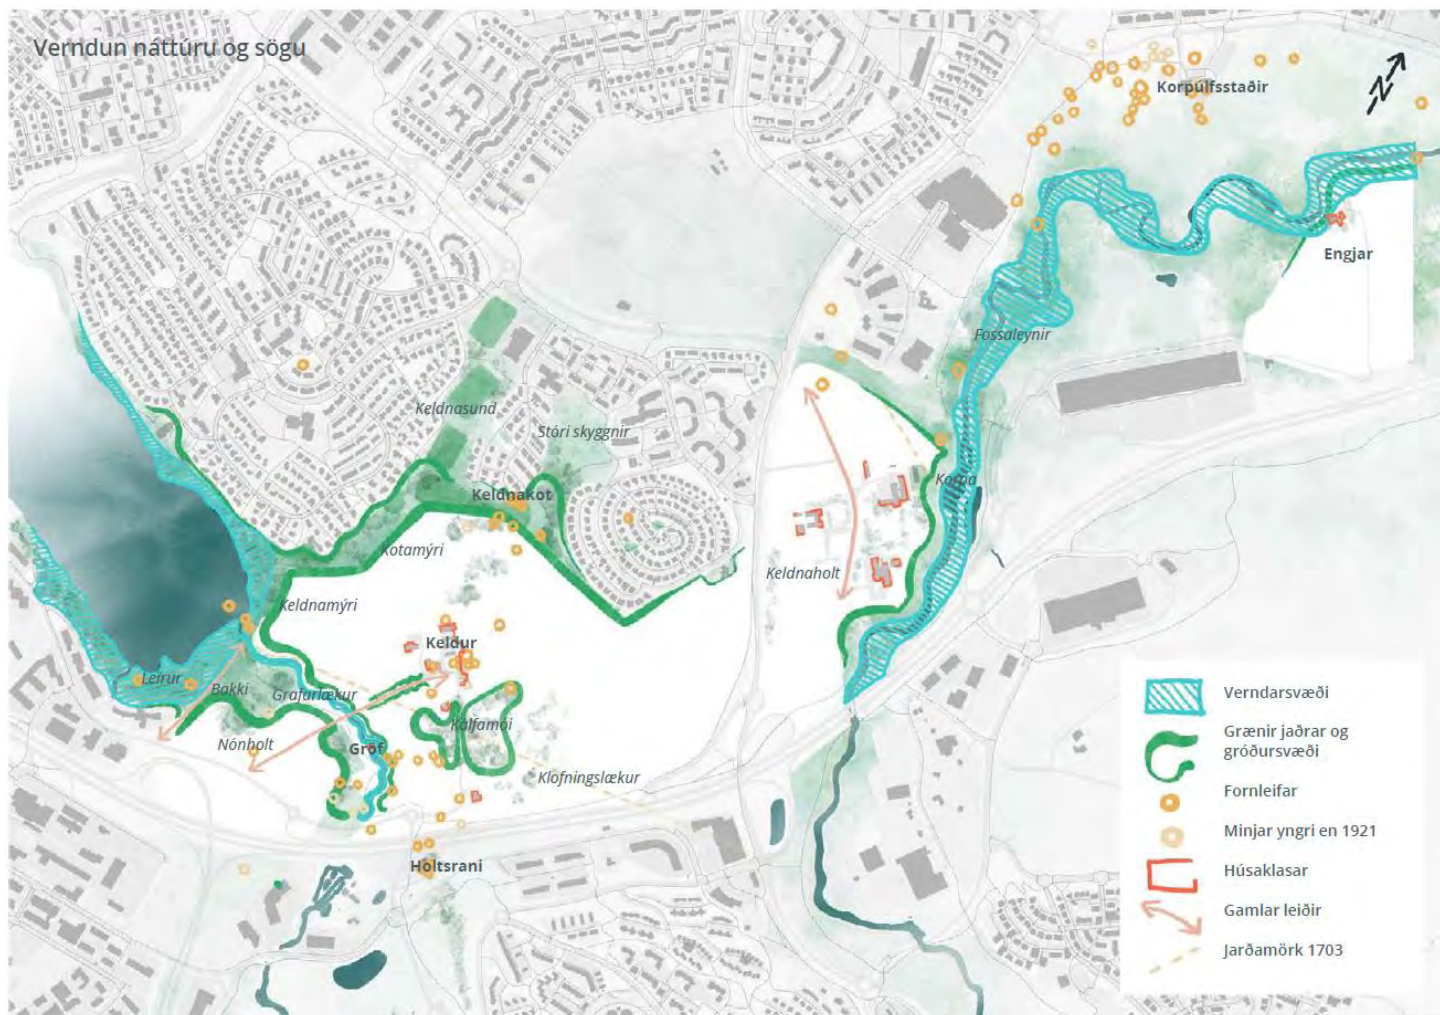 Verndun náttúru og sögu
Korpúlfsstaðir
N
Engjar
Fossaleynir
Keldnasund
Stóri skyggnir
Keldnakot
Korpa
Kotamýri
Keldnaholt
Keldnamýri
Keldur
Leirur
Bakki
Grafarlækur
Kálfamói
Nónholt
Gröf
Klofningslækur
Holtsrani
Verndarsvæði
Grænir jaðrar og
gróðursvæði
Fornleifar
Minjar yngri en 1921
Húsaklasar
Gamlar leiðir
Jarðamörk 1703